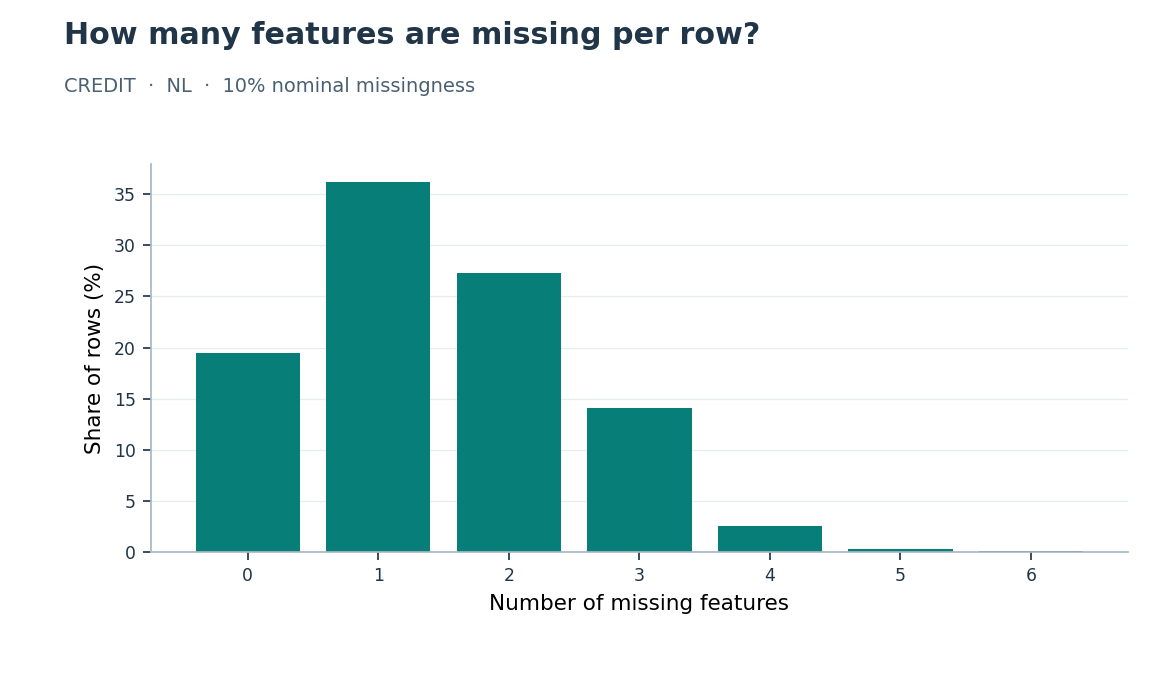 How many features are missing per row?
CREDIT · NL · 10% nominal missingness
Share of rows (%)
35
30
25
20
15
10
5
0
0 1 2 3 4 5 6
Number of missing features